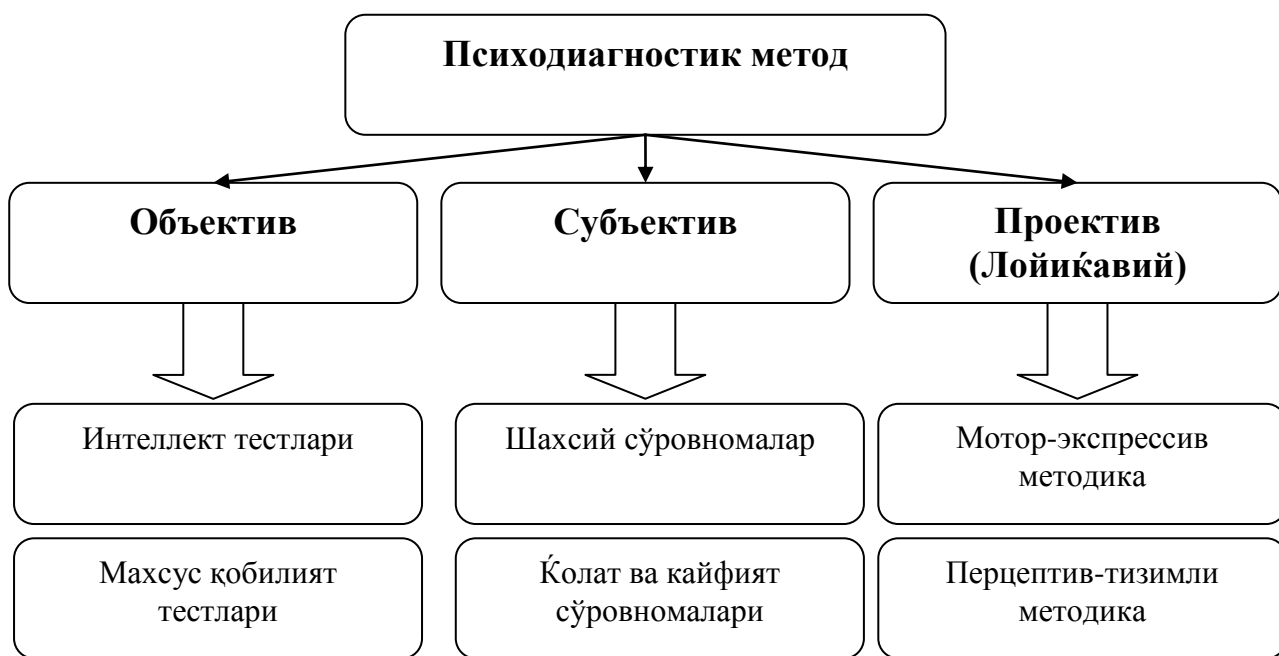 Психодиагностик метод
Объектив
Субъектив
Проектив
(Лойиќавий)
Интеллект тестлари
Шахсий сўровномалар
Мотор-экспрессив
методика
Махсус қобилият
тестлари
Ќолат ва кайфият
сўровномалари
Перцептив-тизимли
методика